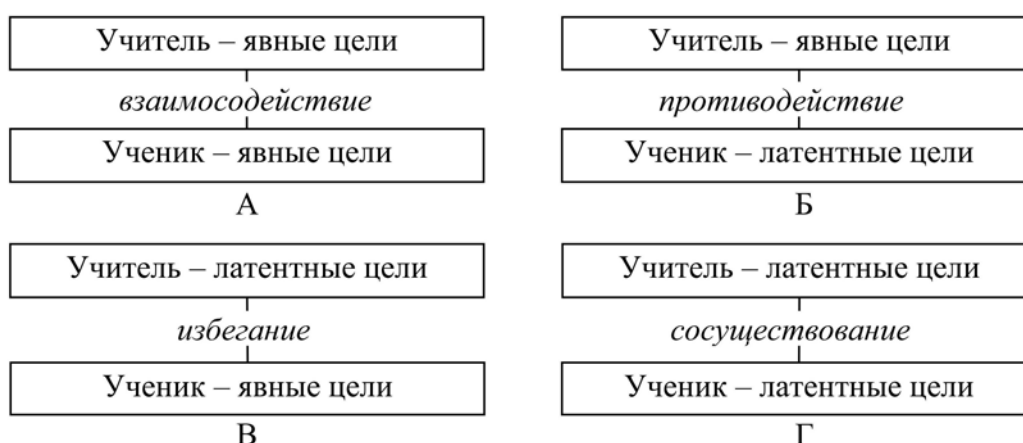 Учитель – явные цели
взаимосодействие
Ученик – явные цели
А
Учитель – явные цели
противодействие
Ученик – латентные цели
Б
Учитель – латентные цели
избегание
Ученик – явные цели
В
Учитель – латентные цели
сосуществование
Ученик – латентные цели
Г